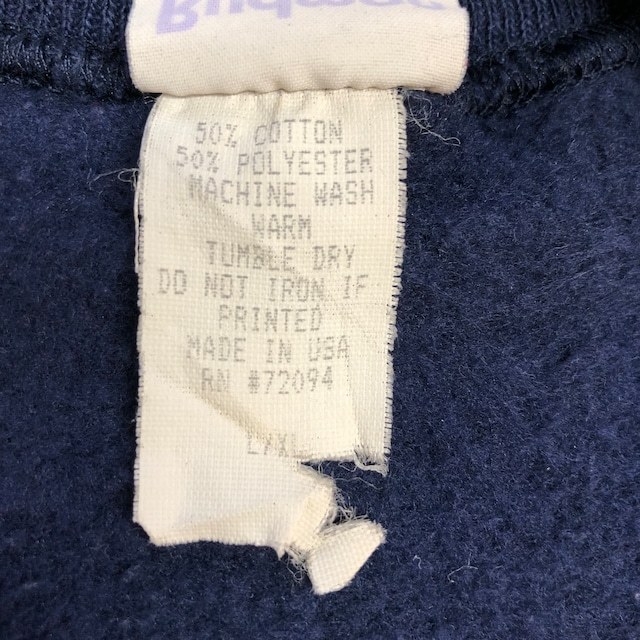 50% COTTON
50% POLYESTER
MACHINE WASH
WARM
TUMBLE DRY
DO NOT IRON IF
PRINTED
MADE IN USA
RN #72094
L/XL